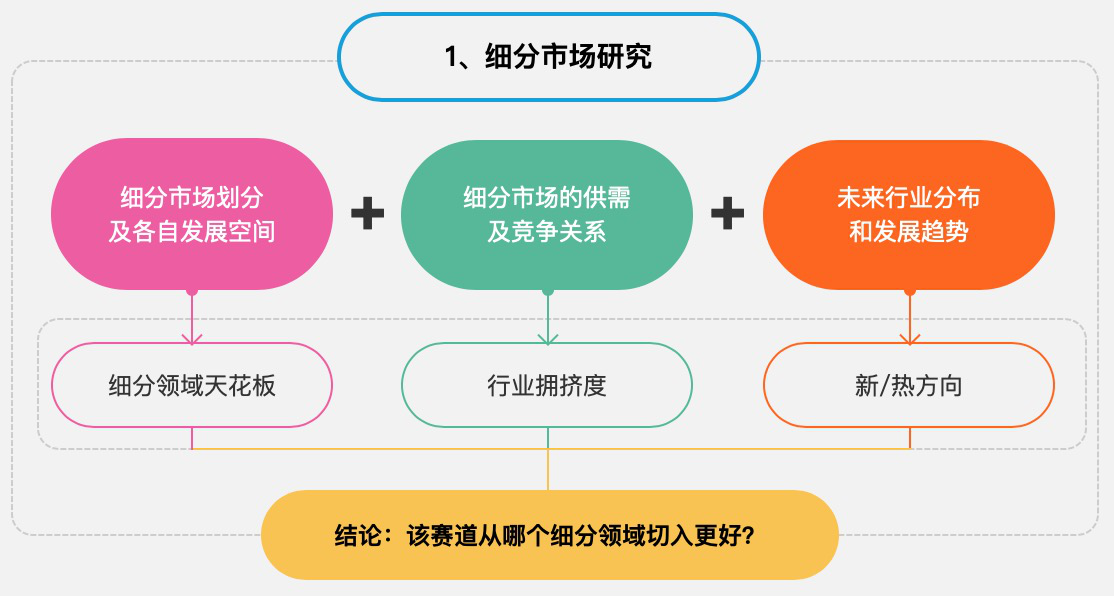 1、细分市场研究
细分市场划分
及各自发展空间
细分市场的供需
及竞争关系
未来行业分布
和发展趋势
细分领域天花板
行业拥挤度
新/热方向
结论：该赛道从哪个细分领域切入更好?